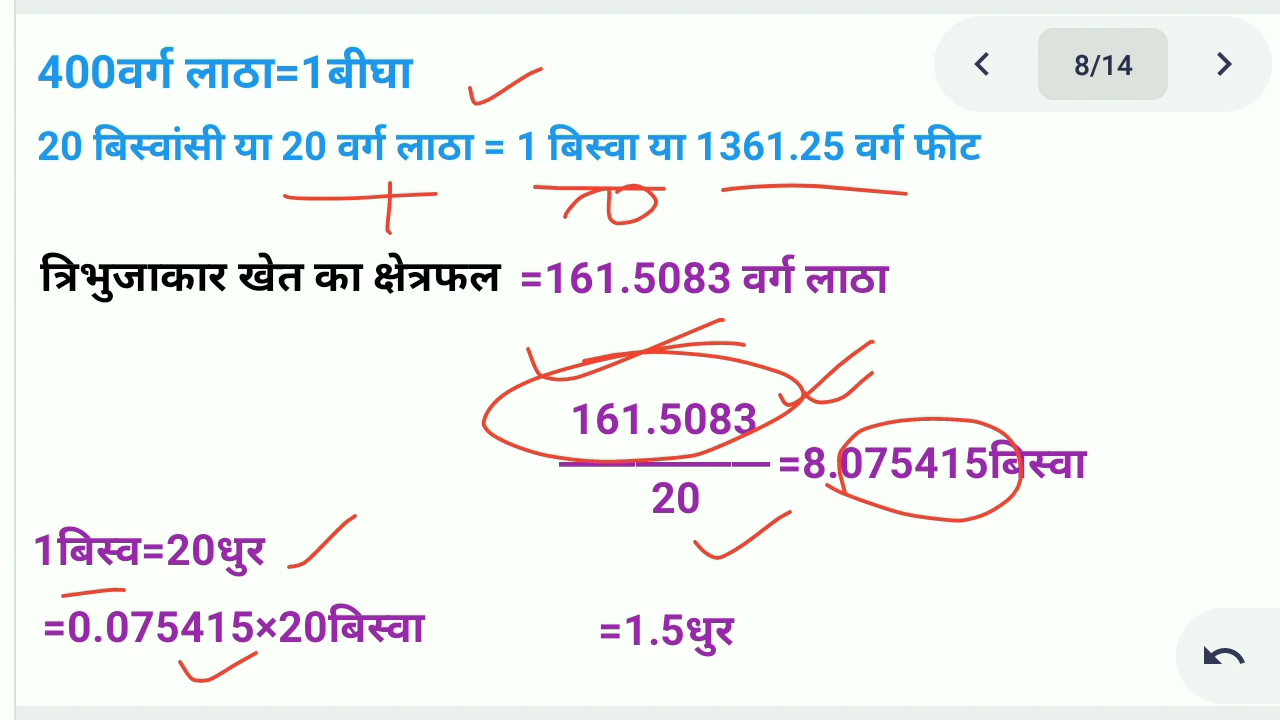 400वर्ग लाठा=1बीघा
8/14
20 बिस्वांसी या 20 वर्ग लाठा = 1 बिस्वा या 1361.25 वर्ग फीट
त्रिभुजाकार खेत का क्षेत्रफल =161.5083 वर्ग लाठा
161.5083
20
=8.075415बिस्वा
1बिस्व=20धुर
=0.075415×20बिस्वा =1.5धुर